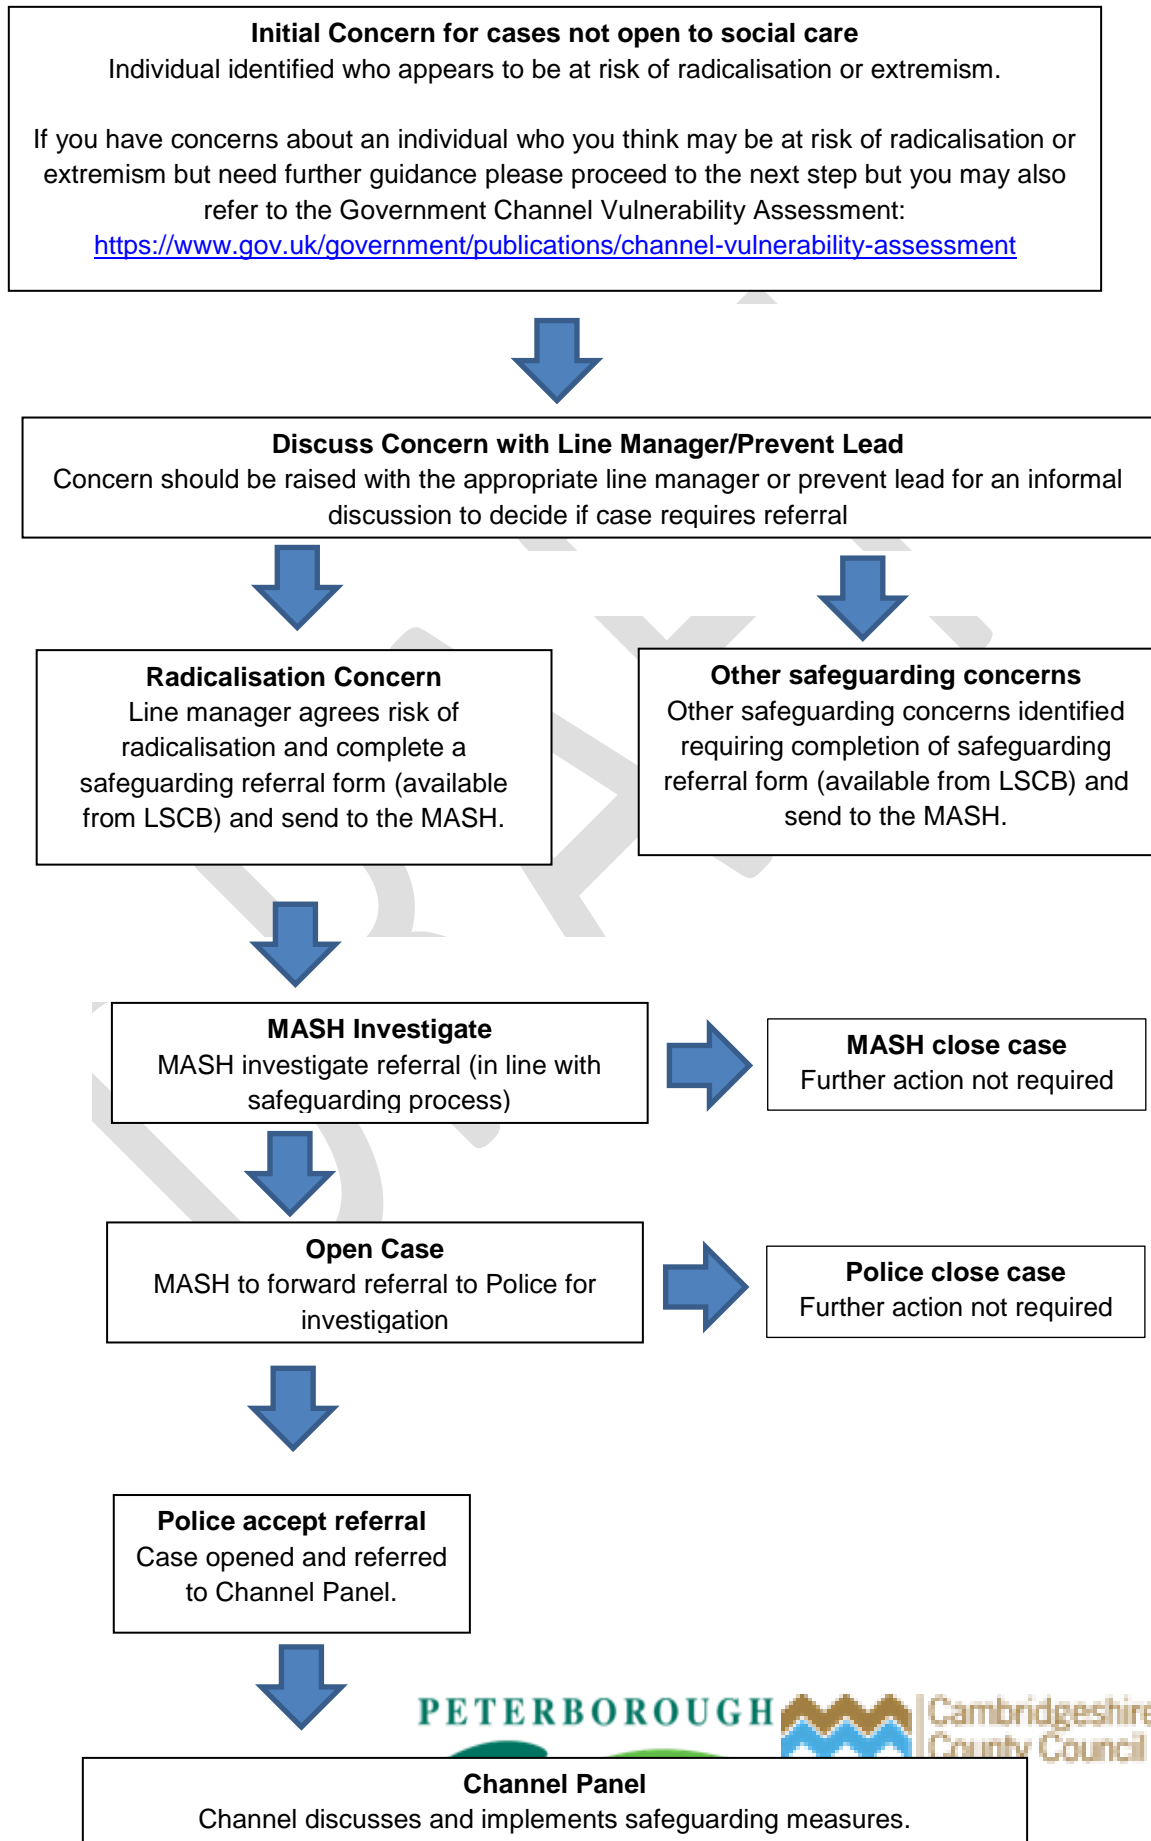 Initial Concern for cases not open to social care
Individual identified who appears to be at risk of radicalisation or extremism.
If you have concerns about an individual who you think may be at risk of radicalisation or
extremism but need further guidance please proceed to the next step but you may also
refer to the Government Channel Vulnerability Assessment:
https://www.gov.uk/government/publications/channel-vulnerability-assessment
Discuss Concern with Line Manager/Prevent Lead
Concern should be raised with the appropriate line manager or prevent lead for an informal
discussion to decide if case requires referral
Radicalisation Concern
Line manager agrees risk of
radicalisation and complete a
safeguarding referral form (available
from LSCB) and send to the MASH.
Other safeguarding concerns
Other safeguarding concerns identified
requiring completion of safeguarding
referral form (available from LSCB) and
send to the MASH.
MASH Investigate
MASH investigate referral (in line with
safeguarding process)
MASH close case
Further action not required
Open Case
MASH to forward referral to Police for
investigation
Police close case
Further action not required
Police accept referral
Case opened and referred
to Channel Panel.
PETERBOROUGH
Cambridgeshire
County Council
Channel Panel
Channel discusses and implements safeguarding measures.